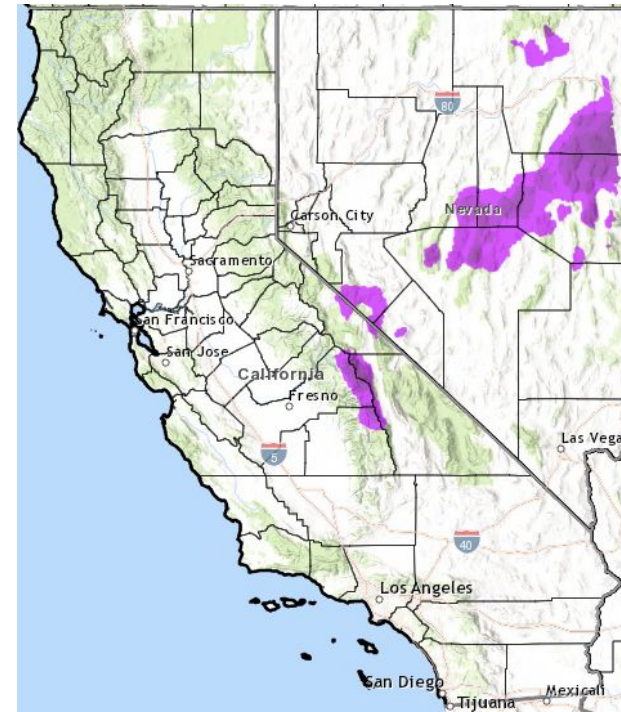 80
Nevada
Carson City
Sacramento
San Francisco
San Jose
California
Fresno
5
Las Vega
40
Los Angeles
San Diego
Tijuana
Mexicali